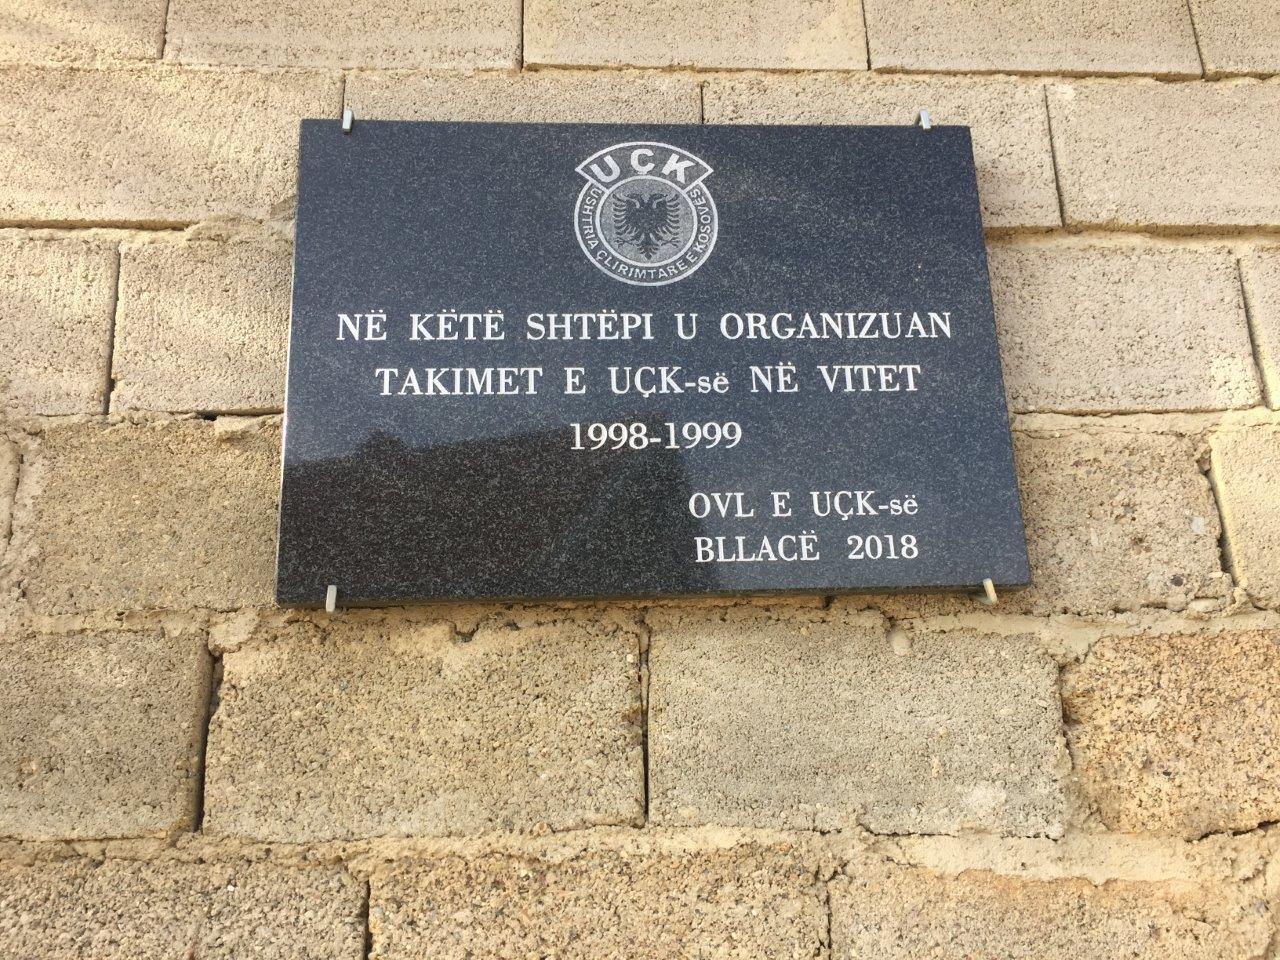 UÇK
USHTRIA ÇLIRIMTARE E KOSOVËS
NË KËTË SHTËPI U ORGANIZUAN
TAKIMET E UÇK-së NË VITET
1998-1999
OVL E UÇK-së
BLLACË 2018